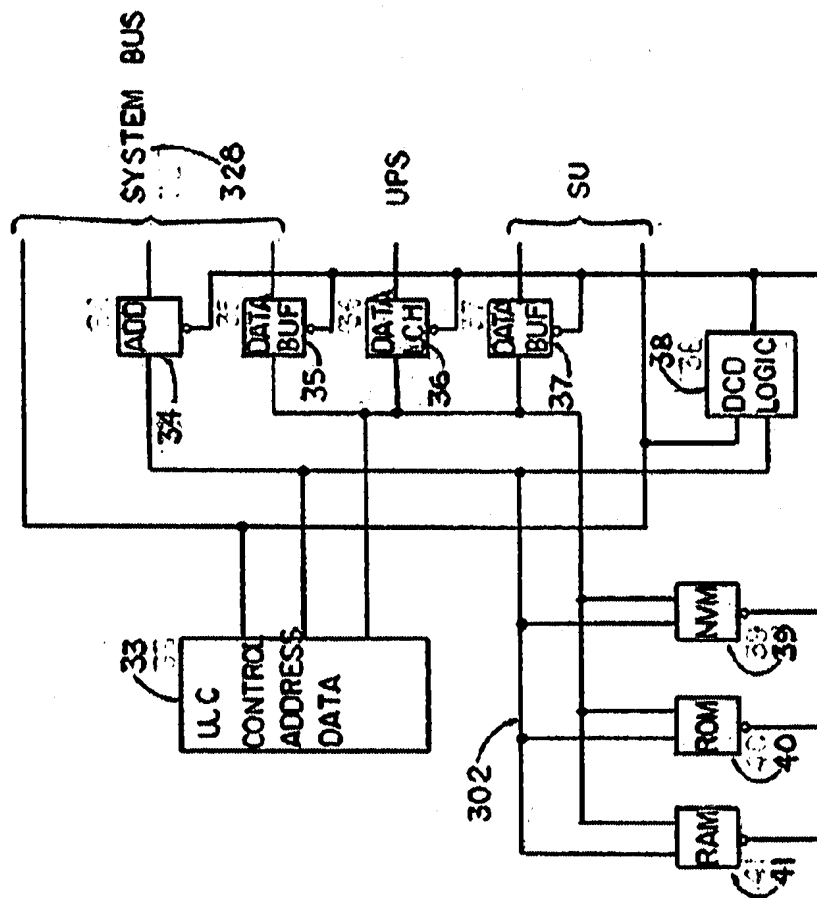 SYSTEM BUS
328
UPS
SU
ADD
34
DATA
BUF
35
DATA
LCH
36
DATA
BUF
37
38
DCD
LOGIC
33
CONTROL
ADDRESS
DATA
302
NVM
39
ROM
40
RAM
41